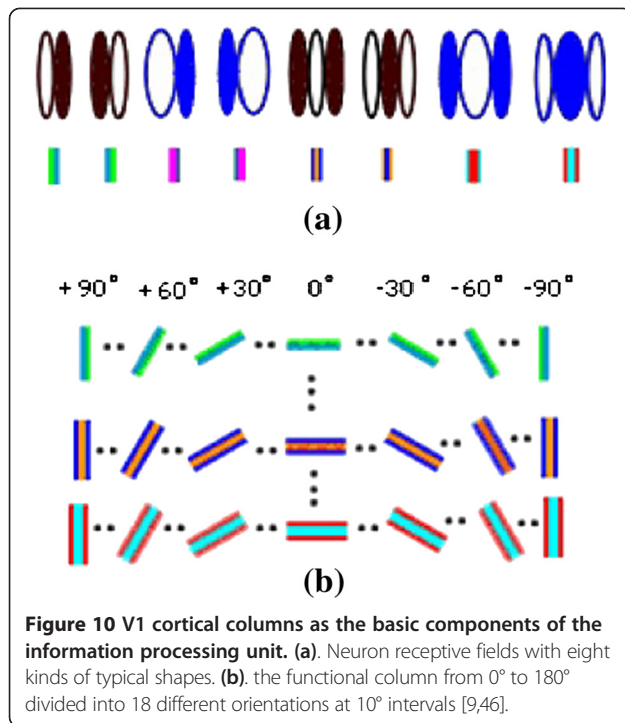 (a)
+90° +60° +30° 0° -30° -60° -90°
(b)
Figure 10 V1 cortical columns as the basic components of the
information processing unit. (a). Neuron receptive fields with eight
kinds of typical shapes. (b). the functional column from 0° to 180°
divided into 18 different orientations at 10° intervals [9,46].